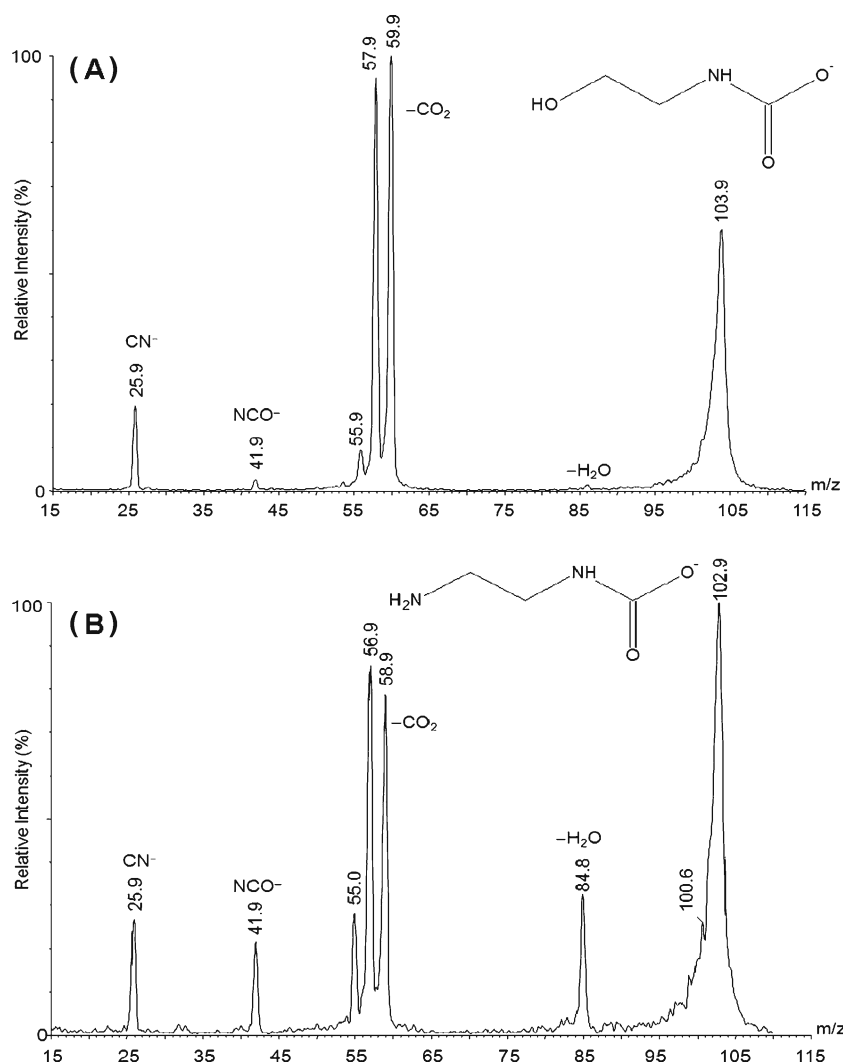 (A)
100
Relative Intensity (%)
0
57.9
59.9
–CO₂
HO
NH
O⁻
O
103.9
CN⁻
25.9
NCO⁻
41.9
55.9
–H₂O
m/z
15 25 35 45 55 65 75 85 95 105 115
(B)
100
Relative Intensity (%)
0
H₂N
NH
O⁻
O
102.9
56.9
58.9
–CO₂
–H₂O
84.8
100.6
CN⁻
25.9
NCO⁻
41.9
55.0
m/z
15 25 35 45 55 65 75 85 95 105 115